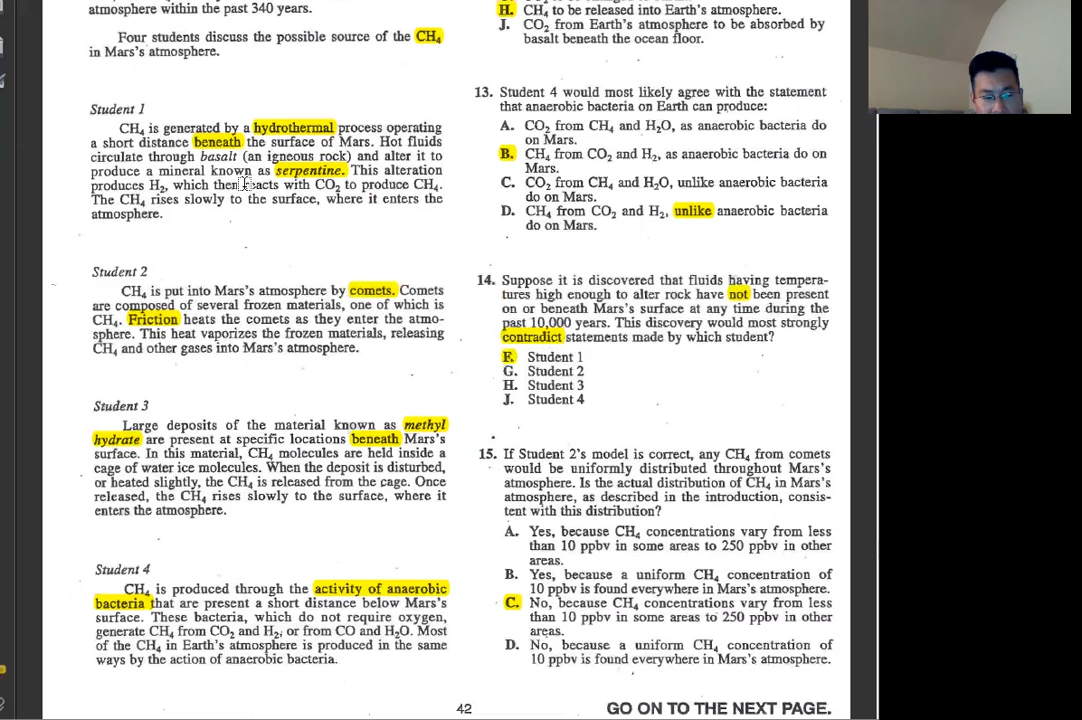 atmosphere within the past 340 years.
Four students discuss the possible source of the CH₄
in Mars's atmosphere.
Student 1
CH₄ is generated by a hydrothermal process operating
a short distance beneath the surface of Mars. Hot fluids
circulate through basalt (an igneous rock) and alter it to
produce a mineral known as serpentine. This alteration
produces H₂, which then reacts with CO₂ to produce CH₄.
The CH₄ rises slowly to the surface, where it enters the
atmosphere.
Student 2
CH₄ is put into Mars's atmosphere by comets. Comets
are composed of several frozen materials, one of which is
CH₄. Friction heats the comets as they enter the atmo-
sphere. This heat vaporizes the frozen materials, releasing
CH₄ and other gases into Mars's atmosphere.
Student 3
Large deposits of the material known as methyl
hydrate are present at specific locations beneath Mars's
surface. In this material, CH₄ molecules are held inside a
cage of water ice molecules. When the deposit is disturbed,
or heated slightly, the CH₄ is released from the cage. Once
released, the CH₄ rises slowly to the surface, where it
enters the atmosphere.
Student 4
CH₄ is produced through the activity of anaerobic
bacteria that are present a short distance below Mars's
surface. These bacteria, which do not require oxygen,
generate CH₄ from CO₂ and H₂, or from CO and H₂O. Most
of the CH₄ in Earth's atmosphere is produced in the same
ways by the action of anaerobic bacteria.
H. CH₄ to be released into Earth's atmosphere.
J. CO₂ from Earth's atmosphere to be absorbed by
basalt beneath the ocean floor.
13. Student 4 would most likely agree with the statement
that anaerobic bacteria on Earth can produce:
A. CO₂ from CH₄ and H₂O, as anaerobic bacteria do
on Mars.
B. CH₄ from CO₂ and H₂, as anaerobic bacteria do on
Mars.
C. CO₂ from CH₄ and H₂O, unlike anaerobic bacteria
do on Mars.
D. CH₄ from CO₂ and H₂, unlike anaerobic bacteria
do on Mars.
14. Suppose it is discovered that fluids having tempera-
tures high enough to alter rock have not been present
on or beneath Mars's surface at any time during the
past 10,000 years. This discovery would most strongly
contradict statements made by which student?
F. Student 1
G. Student 2
H. Student 3
J. Student 4
15. If Student 2's model is correct, any CH₄ from comets
would be uniformly distributed throughout Mars's
atmosphere. Is the actual distribution of CH₄ in Mars's
atmosphere, as described in the introduction, consis-
tent with this distribution?
A. Yes, because CH₄ concentrations vary from less
than 10 ppbv in some areas to 250 ppbv in other
areas.
B. Yes, because a uniform CH₄ concentration of
10 ppbv is found everywhere in Mars's atmosphere.
C. No, because CH₄ concentrations vary from less
than 10 ppbv in some areas to 250 ppbv in other
areas.
D. No, because a uniform CH₄ concentration of
10 ppbv is found everywhere in Mars's atmosphere.
42
GO ON TO THE NEXT PAGE.